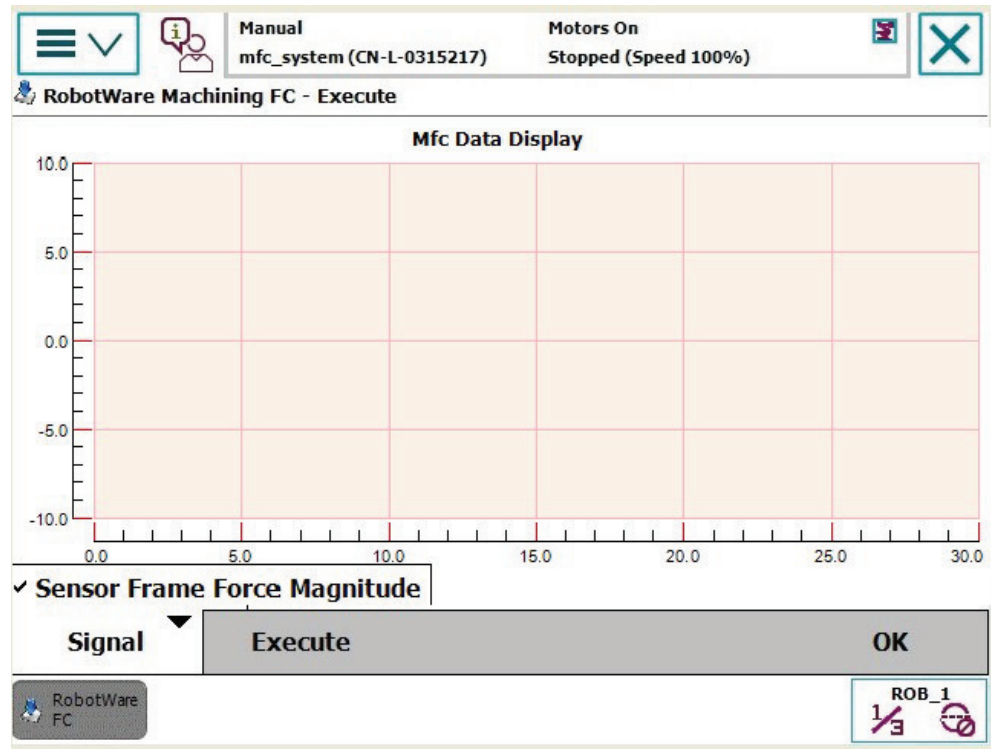 Manual
mfc_system (CN-L-0315217)
Motors On
Stopped (Speed 100%)
RobotWare Machining FC - Execute
Mfc Data Display
10.0
5.0
0.0
-5.0
-10.0
0.0 5.0 10.0 15.0 20.0 25.0 30.0
✓ Sensor Frame Force Magnitude
Signal Execute OK
RobotWare
FC
ROB_1
1/3